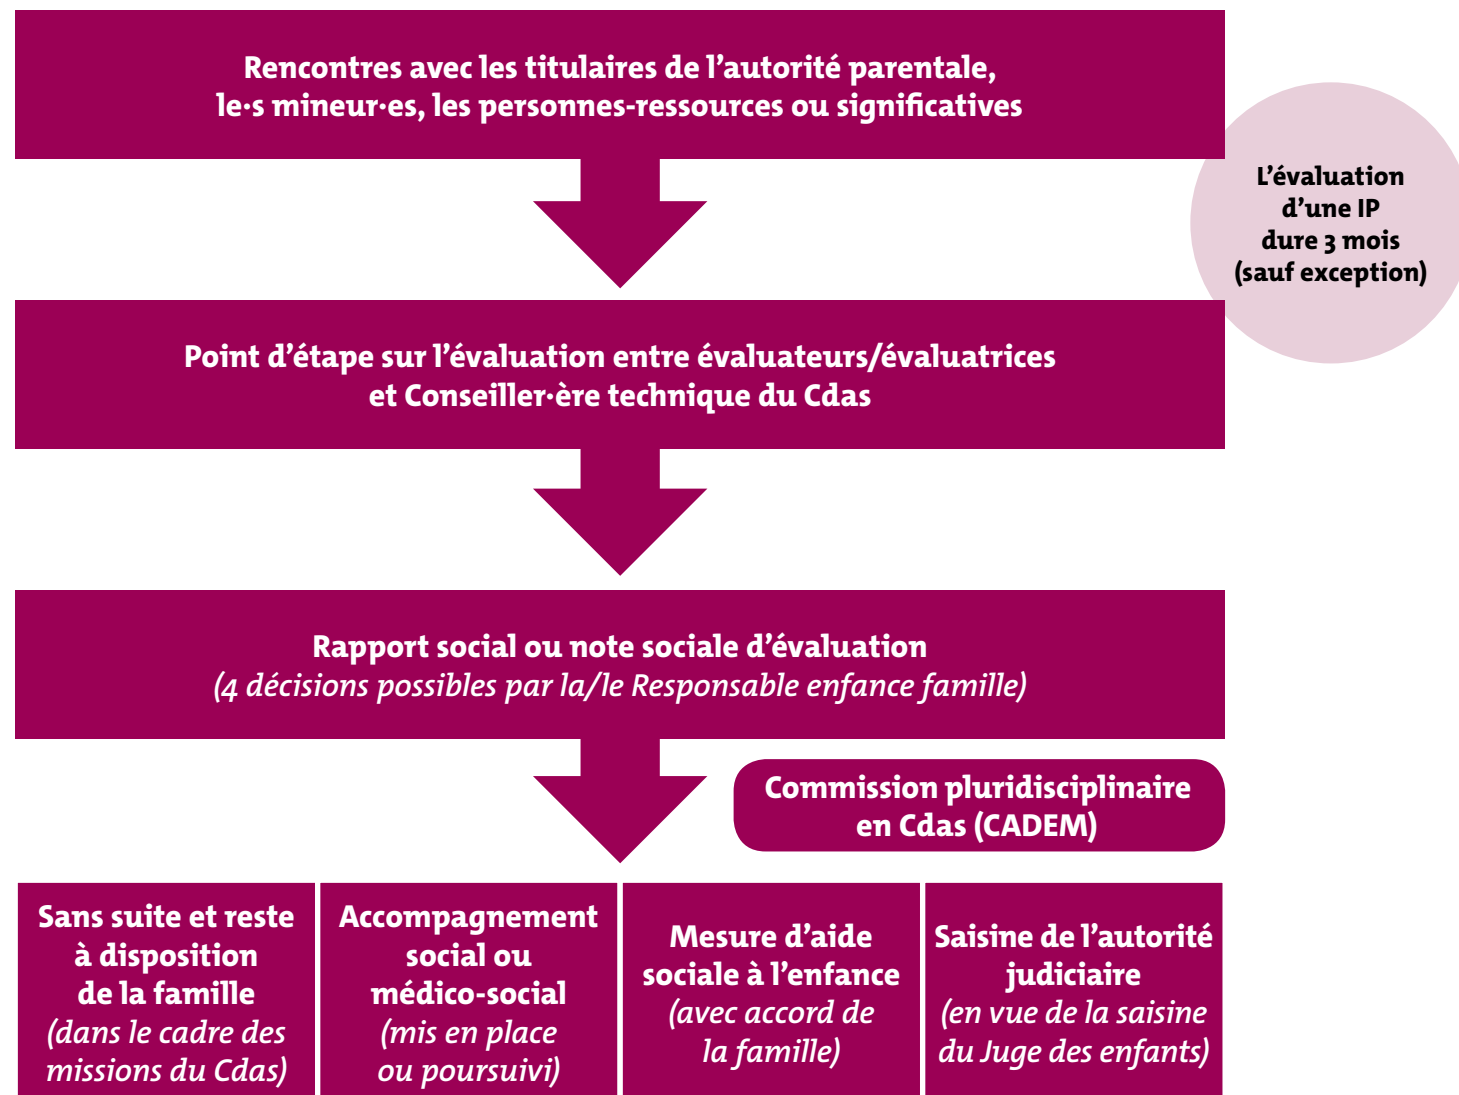 Rencontres avec les titulaires de l'autorité parentale,
le·s mineur·es, les personnes-ressources ou significatives
L'évaluation
d'une IP
dure 3 mois
(sauf exception)
Point d'étape sur l'évaluation entre évaluateurs/évaluatrices
et Conseiller·ère technique du Cdas
Rapport social ou note sociale d'évaluation
(4 décisions possibles par la/le Responsable enfance famille)
Commission pluridisciplinaire
en Cdas (CADEM)
Sans suite et reste
à disposition
de la famille
(dans le cadre des
missions du Cdas)
Accompagnement
social ou
médico-social
(mis en place
ou poursuivi)
Mesure d'aide
sociale à l'enfance
(avec accord de
la famille)
Saisine de l'autorité
judiciaire
(en vue de la saisine
du Juge des enfants)